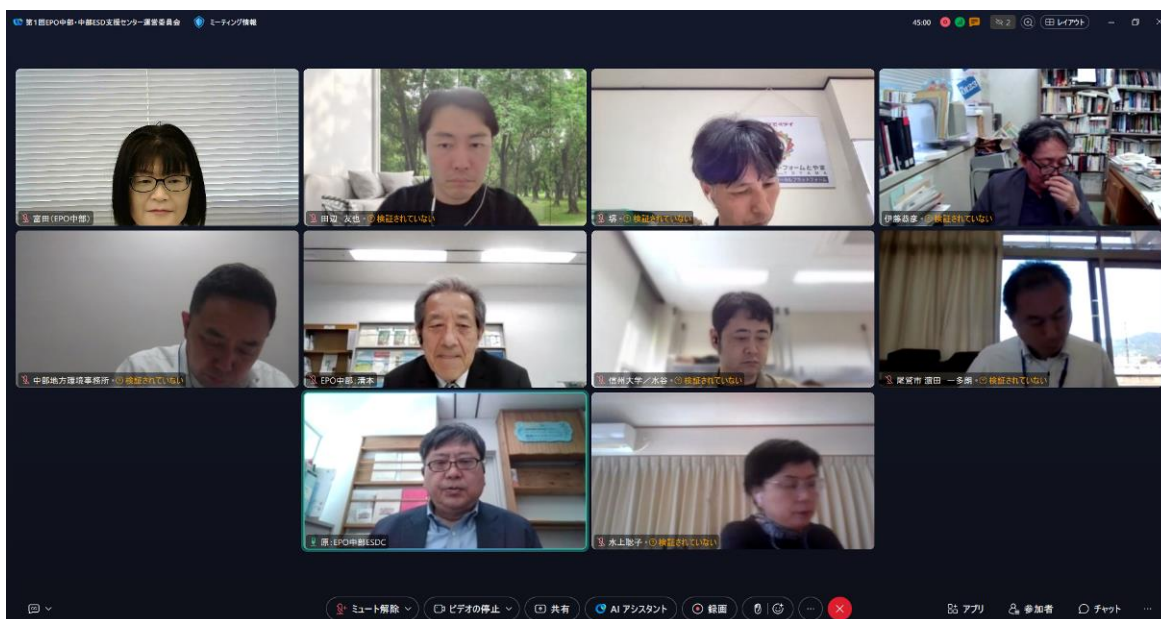 第1回EPO中部・中部ESD支援センター運営委員会 ミーティング情報
45:00 2 レイアウト
富田(EPO中部)
田辺 友也・検証されていない
堺・検証されていない
伊藤恭彦・検証されていない
中部地方環境事務所・検証されていない
EPO中部:溝本
信州大学/水谷・検証されていない
尾鷲市 濵田 一多朗・検証されていない
原:EPO中部ESDC
水上聡子・検証されていない
ミュート解除
ビデオの停止
共有
AI アシスタント
録画
アプリ
参加者
チャット